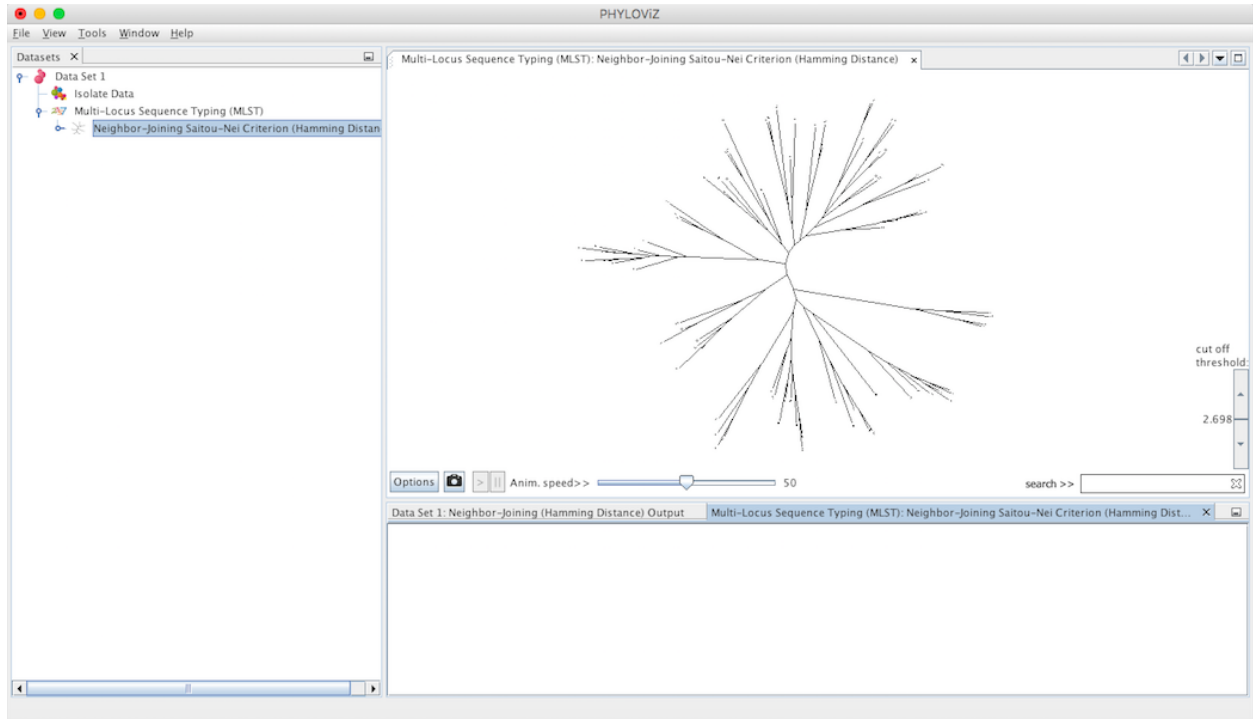 PHYLOViZ
File View Tools Window Help
Datasets ×
Data Set 1
Isolate Data
Multi-Locus Sequence Typing (MLST)
Neighbor-Joining Saitou-Nei Criterion (Hamming Distan
Multi-Locus Sequence Typing (MLST): Neighbor-Joining Saitou-Nei Criterion (Hamming Distance) ×
cut off
threshold:
2.698
Options > || Anim. speed>> 50 search >>
Data Set 1: Neighbor-Joining (Hamming Distance) Output
Multi-Locus Sequence Typing (MLST): Neighbor-Joining Saitou-Nei Criterion (Hamming Dist... ×